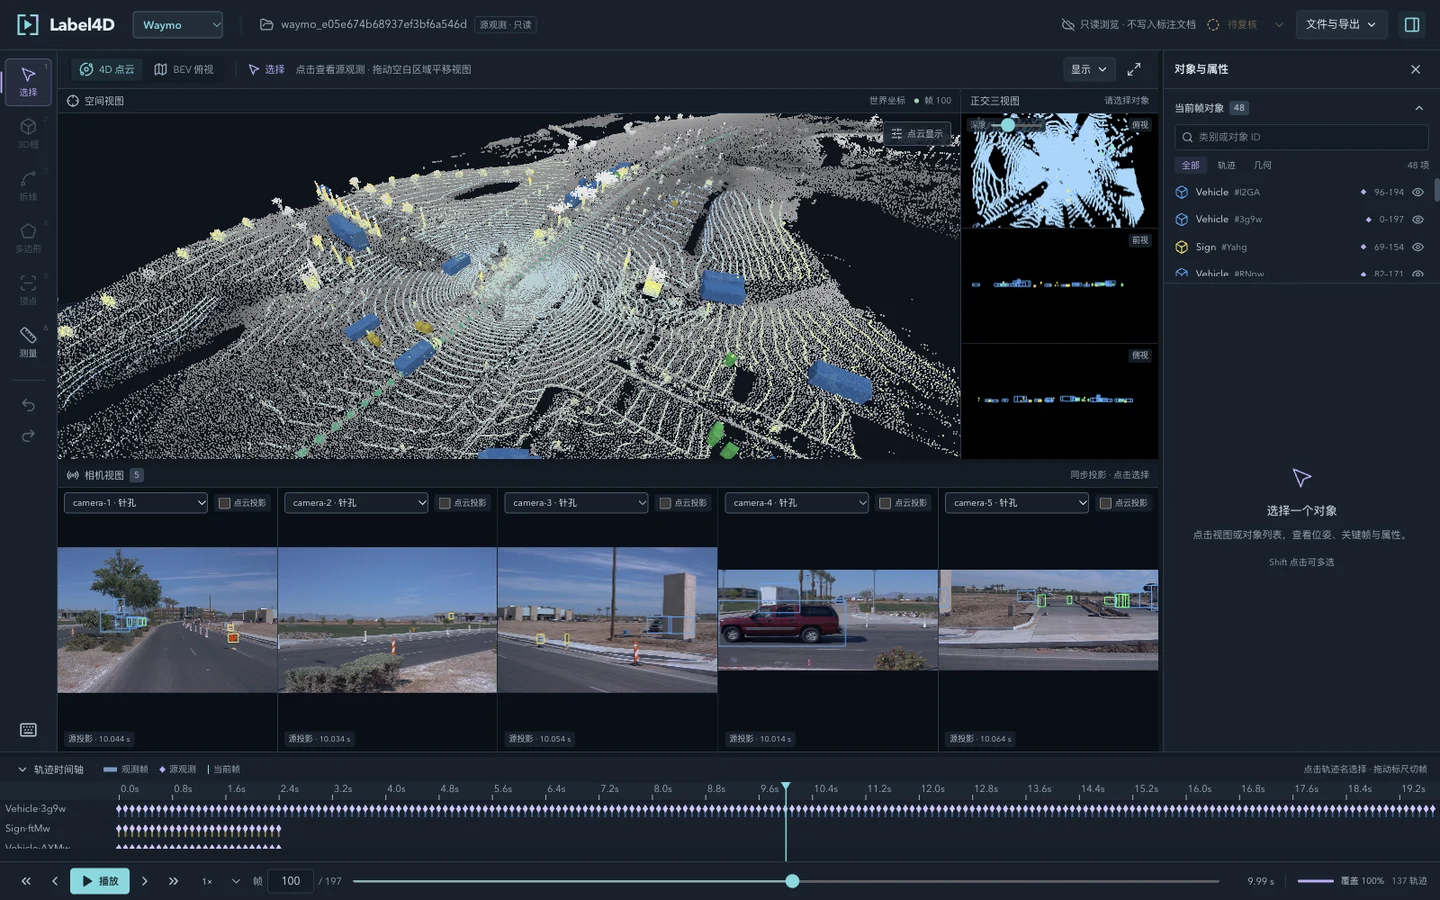 Label4D
Waymo
waymo_e05e674b68937ef3bf6a546d
源观测 · 只读
只读浏览 · 不写入标注文档
待复核
文件与导出
选择 1
3D框 2
折线 3
多边形 4
顶点 5
测量 6
4D 点云
BEV 俯视
选择
点击查看源观测 · 拖动空白区域平移视图
显示
空间视图
世界坐标 ● 帧 100
点云显示
正交三视图
请选择对象
深度
俯视
前视
侧视
对象与属性
当前帧对象 48
类别或对象 ID
全部 轨迹 几何
48 项
Vehicle #I2GA 96-194
Vehicle #3g9w 0-197
Sign #Yahg 69-154
Vehicle #RNow 82-171
选择一个对象
点击视图或对象列表，查看位姿、关键帧与属性。
Shift 点击可多选
相机视图 5
同步投影 · 点击选择
camera-1 · 针孔 点云投影
camera-2 · 针孔 点云投影
camera-3 · 针孔 点云投影
camera-4 · 针孔 点云投影
camera-5 · 针孔 点云投影
源投影 · 10.044 s
源投影 · 10.034 s
源投影 · 10.054 s
源投影 · 10.014 s
源投影 · 10.064 s
轨迹时间轴
观测帧
源观测
当前帧
点击轨迹名选择 · 拖动标尺切帧
0.0s 0.8s 1.6s 2.4s 3.2s 4.0s 4.8s 5.6s 6.4s 7.2s 8.0s 8.8s 9.6s 10.4s 11.2s 12.0s 12.8s 13.6s 14.4s 15.2s 16.0s 16.8s 17.6s 18.4s 19.2s
Vehicle·3g9w
Sign·ftMw
Vehicle·AXMw
播放
1×
帧 100 / 197
9.99 s
覆盖 100%
137 轨迹